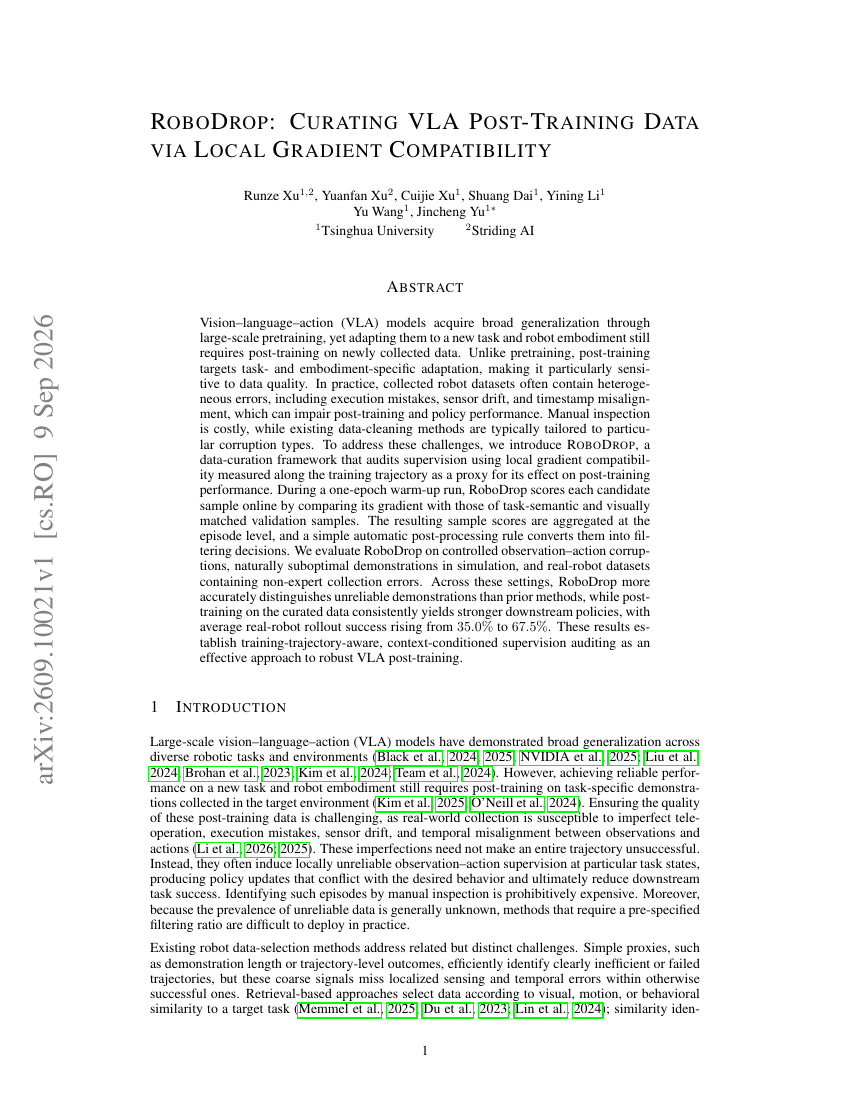 ROBODROP: CURATING VLA POST-TRAINING DATA
VIA LOCAL GRADIENT COMPATIBILITY
Runze Xu1,2, Yuanfan Xu2, Cuijie Xu1, Shuang Dai1, Yining Li1
Yu Wang1, Jincheng Yu1*
1Tsinghua University 2Striding AI
ABSTRACT
Vision–language–action (VLA) models acquire broad generalization through
large-scale pretraining, yet adapting them to a new task and robot embodiment still
requires post-training on newly collected data. Unlike pretraining, post-training
targets task- and embodiment-specific adaptation, making it particularly sensi-
tive to data quality. In practice, collected robot datasets often contain heteroge-
neous errors, including execution mistakes, sensor drift, and timestamp misalign-
ment, which can impair post-training and policy performance. Manual inspection
is costly, while existing data-cleaning methods are typically tailored to particu-
lar corruption types. To address these challenges, we introduce ROBODROP, a
data-curation framework that audits supervision using local gradient compatibil-
ity measured along the training trajectory as a proxy for its effect on post-training
performance. During a one-epoch warm-up run, RoboDrop scores each candidate
sample online by comparing its gradient with those of task-semantic and visually
matched validation samples. The resulting sample scores are aggregated at the
episode level, and a simple automatic post-processing rule converts them into fil-
tering decisions. We evaluate RoboDrop on controlled observation–action corrup-
tions, naturally suboptimal demonstrations in simulation, and real-robot datasets
containing non-expert collection errors. Across these settings, RoboDrop more
accurately distinguishes unreliable demonstrations than prior methods, while post-
training on the curated data consistently yields stronger downstream policies, with
average real-robot rollout success rising from 35.0% to 67.5%. These results es-
tablish training-trajectory-aware, context-conditioned supervision auditing as an
effective approach to robust VLA post-training.
1 INTRODUCTION
Large-scale vision–language–action (VLA) models have demonstrated broad generalization across
diverse robotic tasks and environments (Black et al., 2024; 2025; NVIDIA et al., 2025; Liu et al.,
2024; Brohan et al., 2023; Kim et al., 2024; Team et al., 2024). However, achieving reliable perfor-
mance on a new task and robot embodiment still requires post-training on task-specific demonstra-
tions collected in the target environment (Kim et al., 2025; O'Neill et al., 2024). Ensuring the quality
of these post-training data is challenging, as real-world collection is susceptible to imperfect tele-
operation, execution mistakes, sensor drift, and temporal misalignment between observations and
actions (Li et al., 2026; 2025). These imperfections need not make an entire trajectory unsuccessful.
Instead, they often induce locally unreliable observation–action supervision at particular task states,
producing policy updates that conflict with the desired behavior and ultimately reduce downstream
task success. Identifying such episodes by manual inspection is prohibitively expensive. Moreover,
because the prevalence of unreliable data is generally unknown, methods that require a pre-specified
filtering ratio are difficult to deploy in practice.
Existing robot data-selection methods address related but distinct challenges. Simple proxies, such
as demonstration length or trajectory-level outcomes, efficiently identify clearly inefficient or failed
trajectories, but these coarse signals miss localized sensing and temporal errors within otherwise
successful ones. Retrieval-based approaches select data according to visual, motion, or behavioral
similarity to a target task (Memmel et al., 2025; Du et al., 2023; Lin et al., 2024); similarity iden-
1
arXiv:2609.10021v1 [cs.RO] 9 Sep 2026